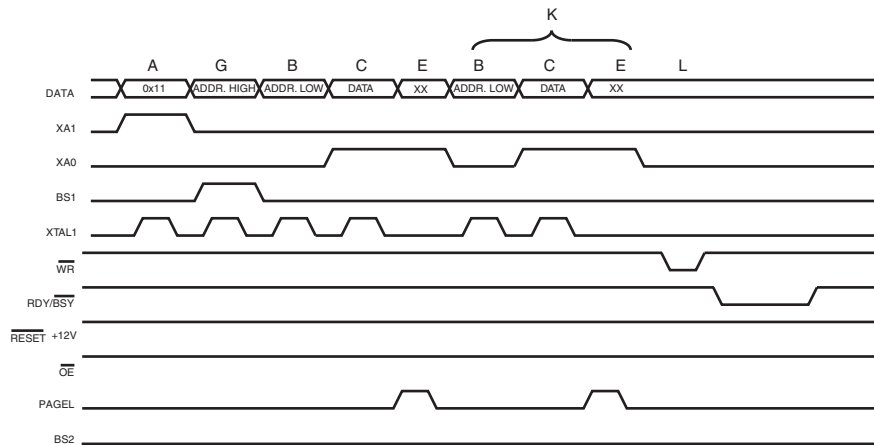 K
A G B C E B C E L
DATA 0x11 ADDR. HIGH ADDR. LOW DATA XX ADDR. LOW DATA XX
XA1
XA0
BS1
XTAL1
WR
RDY/BSY
RESET +12V
OE
PAGEL
BS2